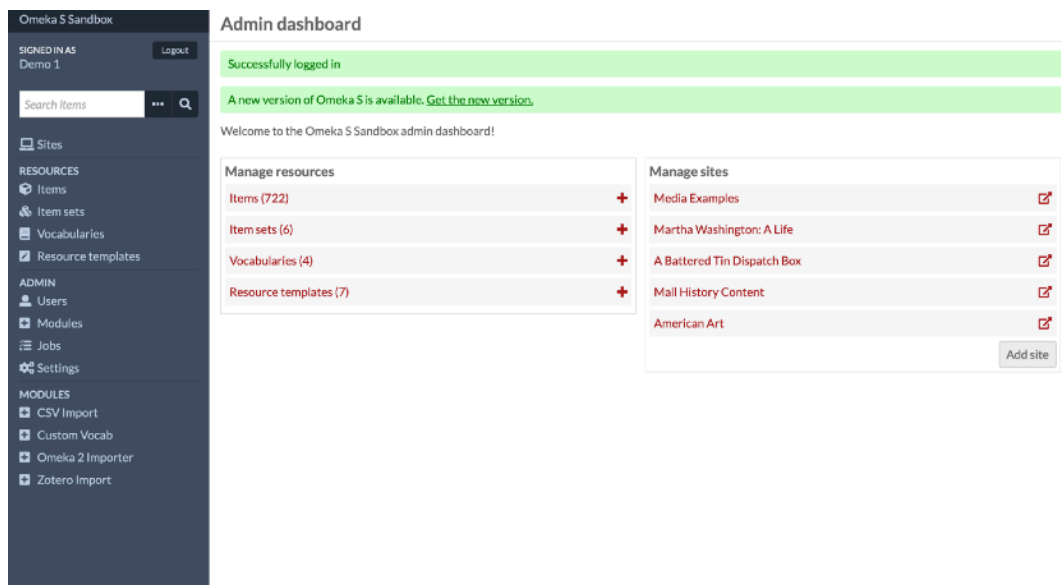 Omeka S Sandbox
SIGNED IN AS
Demo 1
Logout
Search items
Sites
RESOURCES
Items
Item sets
Vocabularies
Resource templates
ADMIN
Users
Modules
Jobs
Settings
MODULES
CSV Import
Custom Vocab
Omeka 2 Importer
Zotero Import
Admin dashboard
Successfully logged in
A new version of Omeka S is available. Get the new version.
Welcome to the Omeka S Sandbox admin dashboard!
Manage resources
Items (722)
Item sets (6)
Vocabularies (4)
Resource templates (7)
Manage sites
Media Examples
Martha Washington: A Life
A Battered Tin Dispatch Box
Mall History Content
American Art
Add site